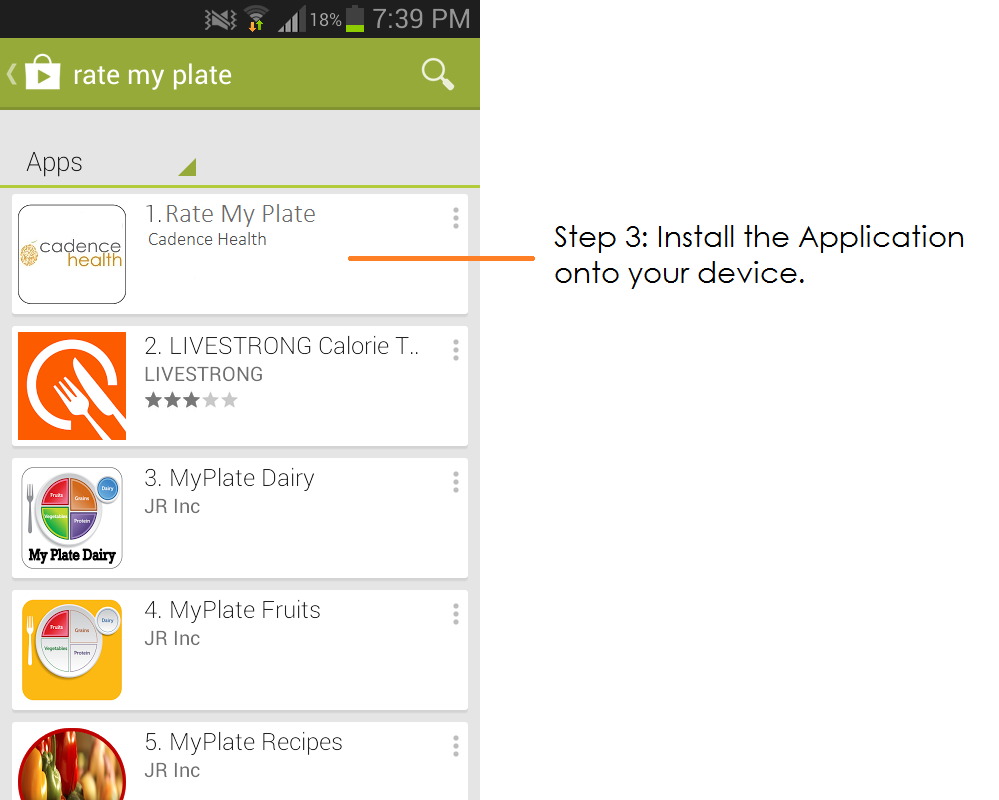 18% 7:39 PM
rate my plate
Apps
cadence
health
1.Rate My Plate
Cadence Health
Step 3: Install the Application
onto your device.
2. LIVESTRONG Calorie T..
LIVESTRONG
Fruits
Grains
Dairy
Vegetables
Protein
My Plate Dairy
3. MyPlate Dairy
JR Inc
Fruits
Grains
Dairy
Vegetables
Protein
4. MyPlate Fruits
JR Inc
5. MyPlate Recipes
JR Inc